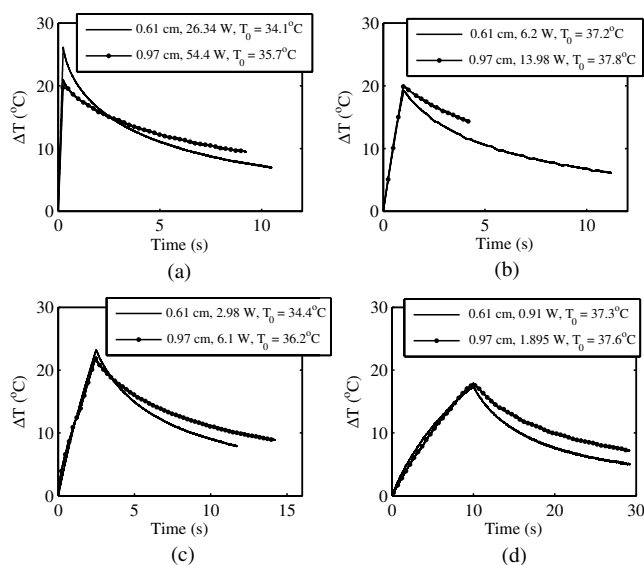 0.61 cm, 26.34 W, T0 = 34.1°C
0.97 cm, 54.4 W, T0 = 35.7°C
30
20
10
0
ΔT (°C)
0 5 10
Time (s)
(a)
0.61 cm, 6.2 W, T0 = 37.2°C
0.97 cm, 13.98 W, T0 = 37.8°C
30
20
10
0
ΔT (°C)
0 5 10
Time (s)
(b)
0.61 cm, 2.98 W, T0 = 34.4°C
0.97 cm, 6.1 W, T0 = 36.2°C
30
20
10
0
ΔT (°C)
0 5 10 15
Time (s)
(c)
0.61 cm, 0.91 W, T0 = 37.3°C
0.97 cm, 1.895 W, T0 = 37.6°C
30
20
10
0
ΔT (°C)
0 10 20 30
Time (s)
(d)